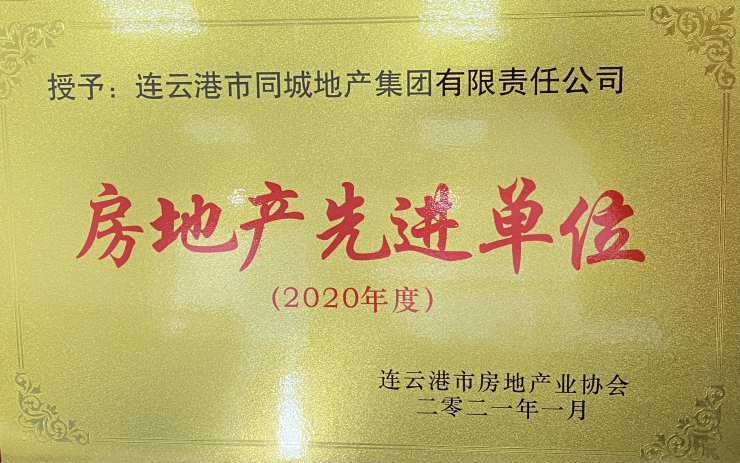 授予：连云港市同城地产集团有限责任公司
房地产先进单位
(2020年度)
连云港市房地产业协会
二零二一年一月